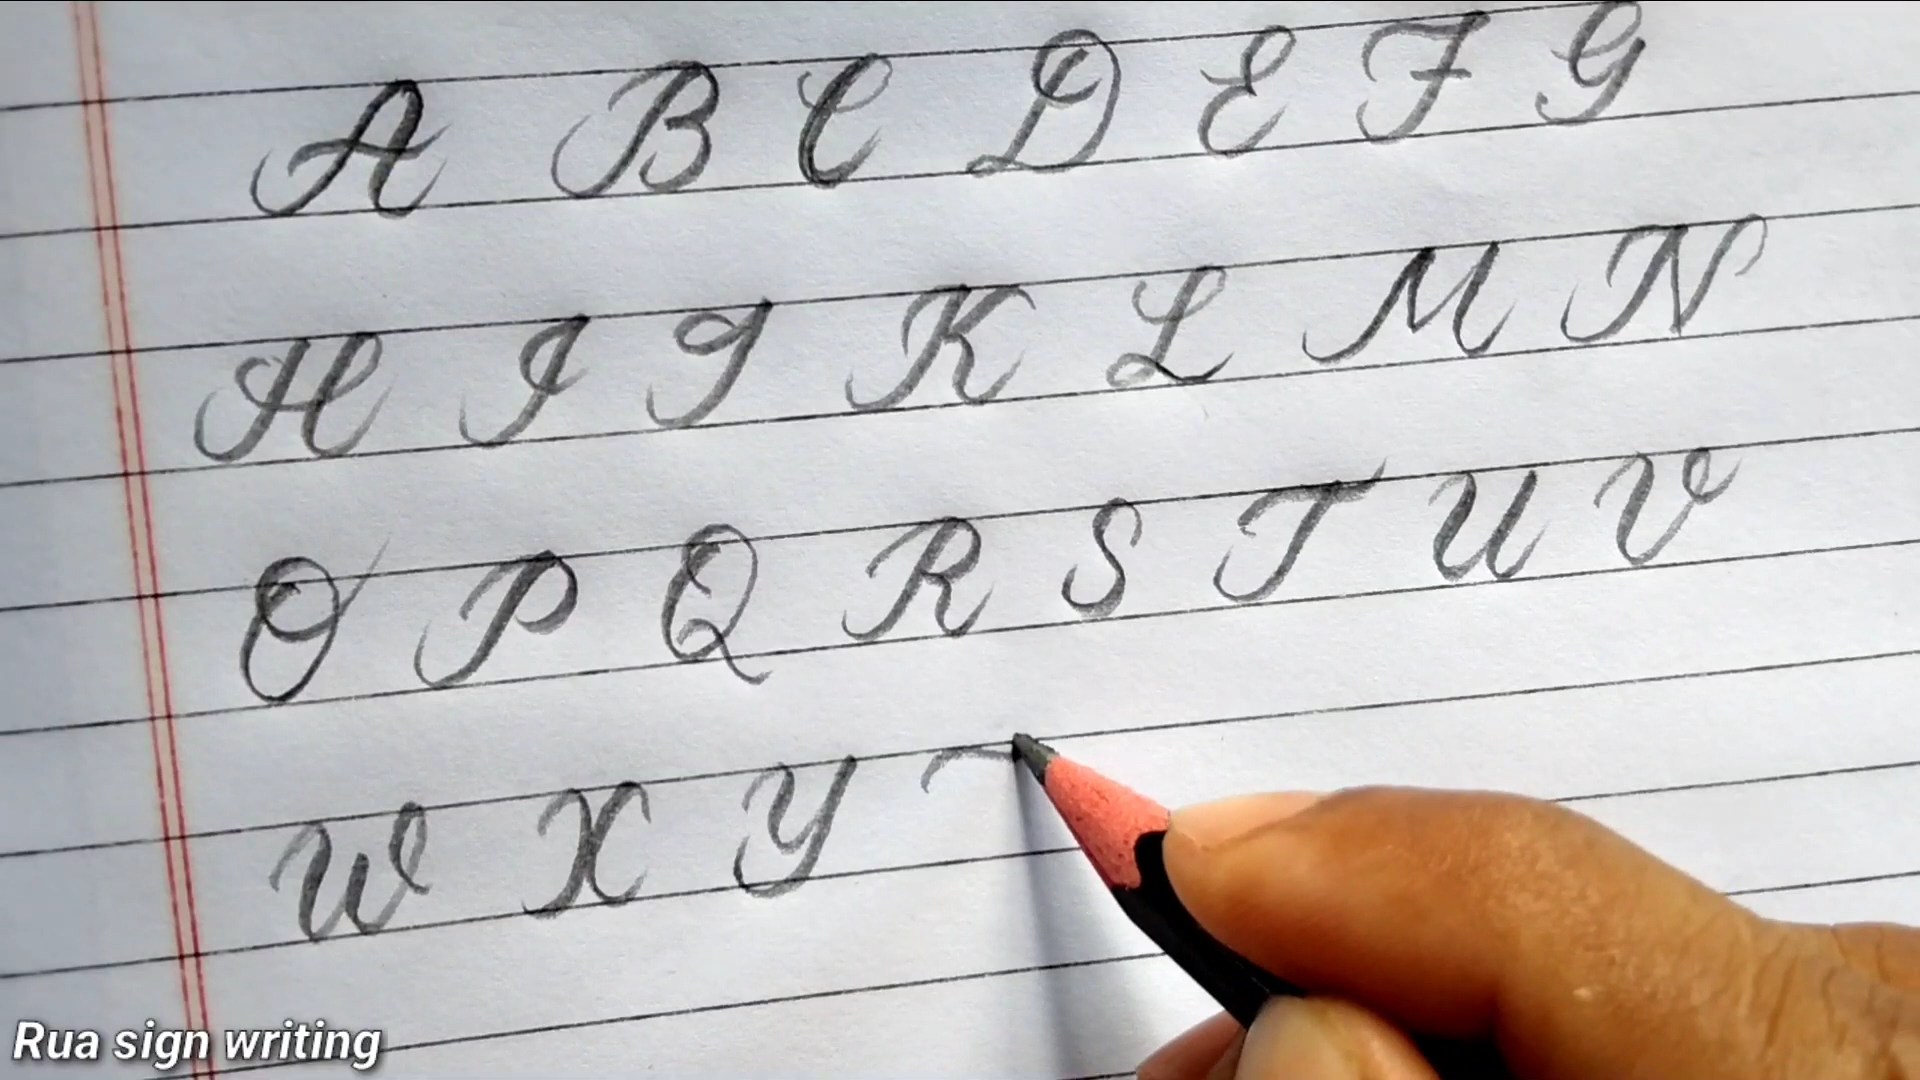 A B C D E F G
H I J K L M N
O P Q R S T U V
W X Y
Rua sign writing